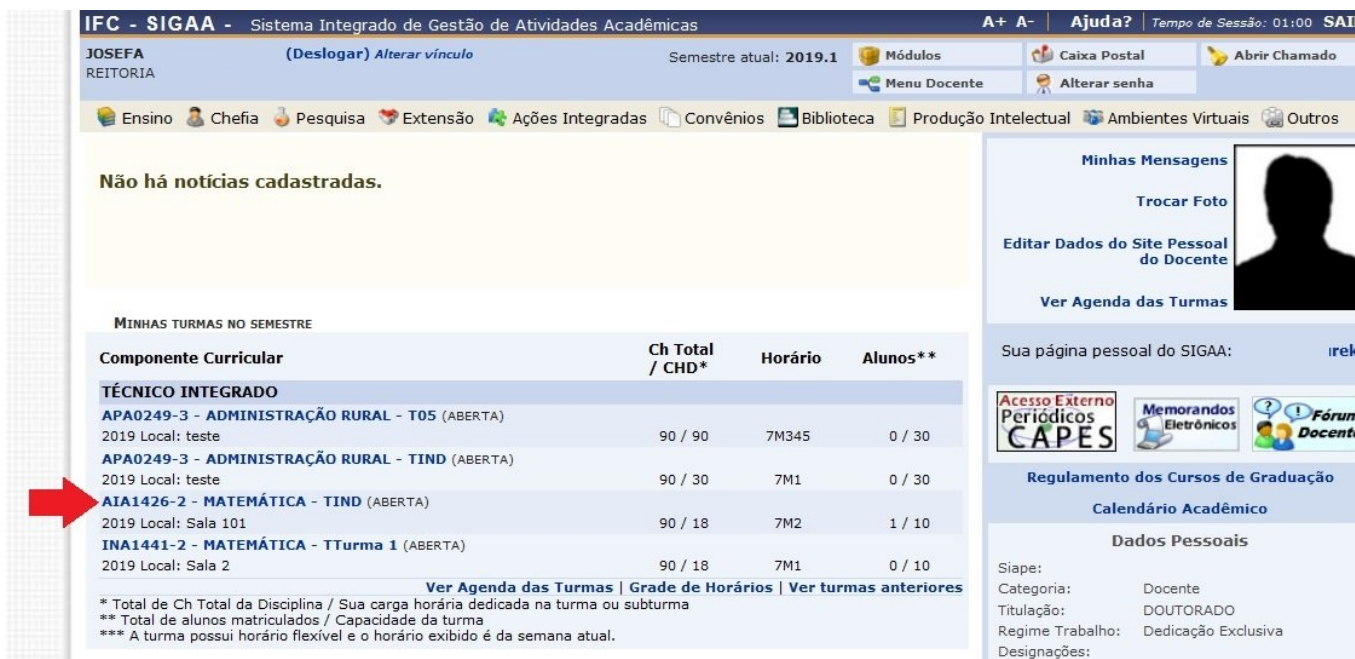 IFC - SIGAA - Sistema Integrado de Gestão de Atividades Acadêmicas A+ A- | Ajuda? | Tempo de Sessão: 01:00
JOSEFA (Deslogar) Alterar vínculo Semestre atual: 2019.1 Módulos Caixa Postal Abrir Chamado
REITORIA
Menu Docente Alterar senha
Ensino Chefia Pesquisa Extensão Ações Integradas Convênios Biblioteca Produção Intelectual Ambientes Virtuais Outros
Não há notícias cadastradas.
MINHAS TURMAS NO SEMESTRE
Componente Curricular Ch Total / CHD* Horário Alunos**
TÉCNICO INTEGRADO
APA0249-3 - ADMINISTRAÇÃO RURAL - T05 (ABERTA)
2019 Local: teste 90 / 90 7M345 0 / 30
APA0249-3 - ADMINISTRAÇÃO RURAL - TIND (ABERTA)
2019 Local: teste 90 / 30 7M1 0 / 30
AIA1426-2 - MATEMÁTICA - TIND (ABERTA)
2019 Local: Sala 101 90 / 18 7M2 1 / 10
INA1441-2 - MATEMÁTICA - TTurma 1 (ABERTA)
2019 Local: Sala 2 90 / 18 7M1 0 / 10
Ver Agenda das Turmas | Grade de Horários | Ver turmas anteriores
* Total de Ch Total da Disciplina / Sua carga horária dedicada na turma ou subturma
** Total de alunos matriculados / Capacidade da turma
*** A turma possui horário flexível e o horário exibido é da semana atual.
Minhas Mensagens
Trocar Foto
Editar Dados do Site Pessoal
do Docente
Ver Agenda das Turmas
Sua página pessoal do SIGAA:
Acesso Externo
Periódicos
CAPES
Memorandos
Eletrônicos
Regulamento dos Cursos de Graduação
Calendário Acadêmico
Dados Pessoais
Siape:
Categoria: Docente
Titulação: DOUTORADO
Regime Trabalho: Dedicação Exclusiva
Designações: